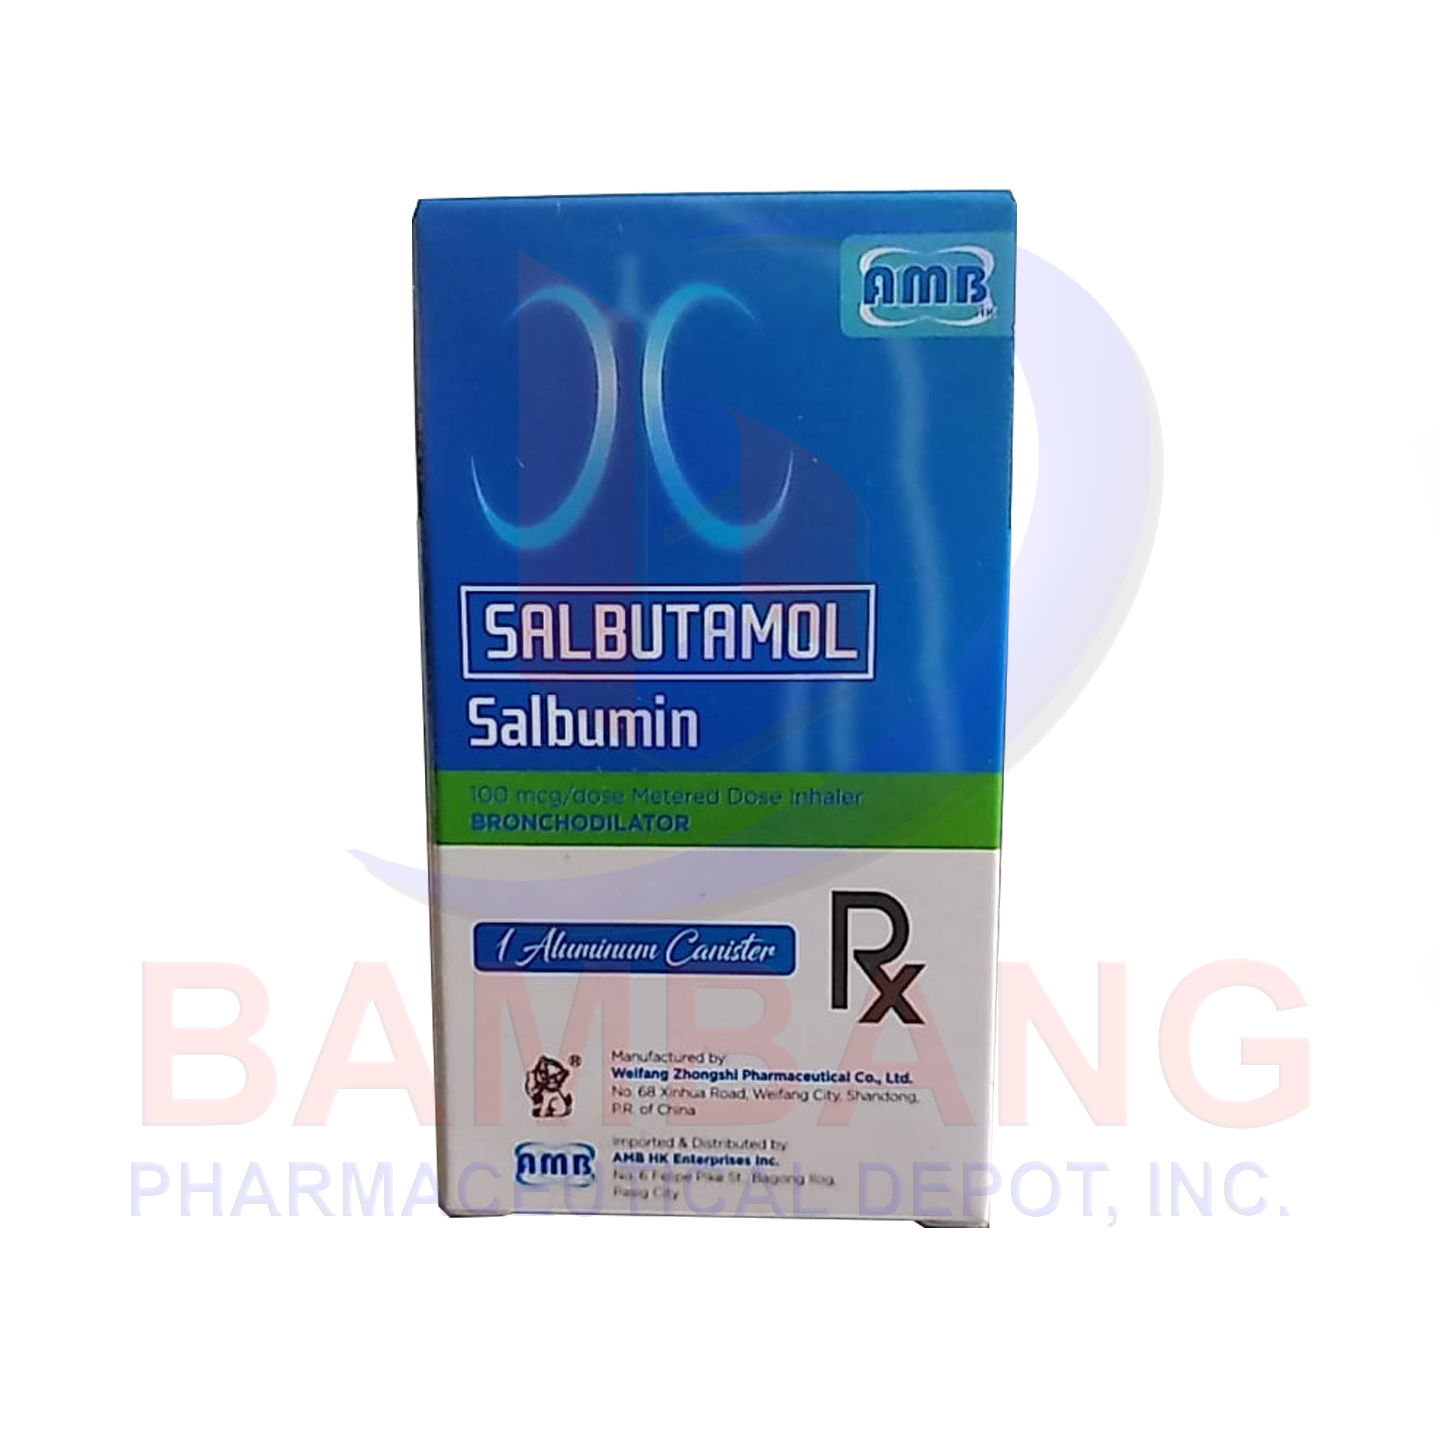 AMB
HK
SALBUTAMOL
Salbumin
100 mcg/dose Metered Dose Inhaler
BRONCHODILATOR
1 Aluminum Canister
Rx
®
Manufactured by:
Weifang Zhongshi Pharmaceutical Co., Ltd.
No. 68 Xinhua Road, Weifang City, Shandong,
P.R. of China
AMB
Imported & Distributed by:
AMB HK Enterprises Inc.
No. 6 Felipe Pike St., Bagong Ilog,
Pasig City
BAMBANG
PHARMACEUTICAL DEPOT, INC.